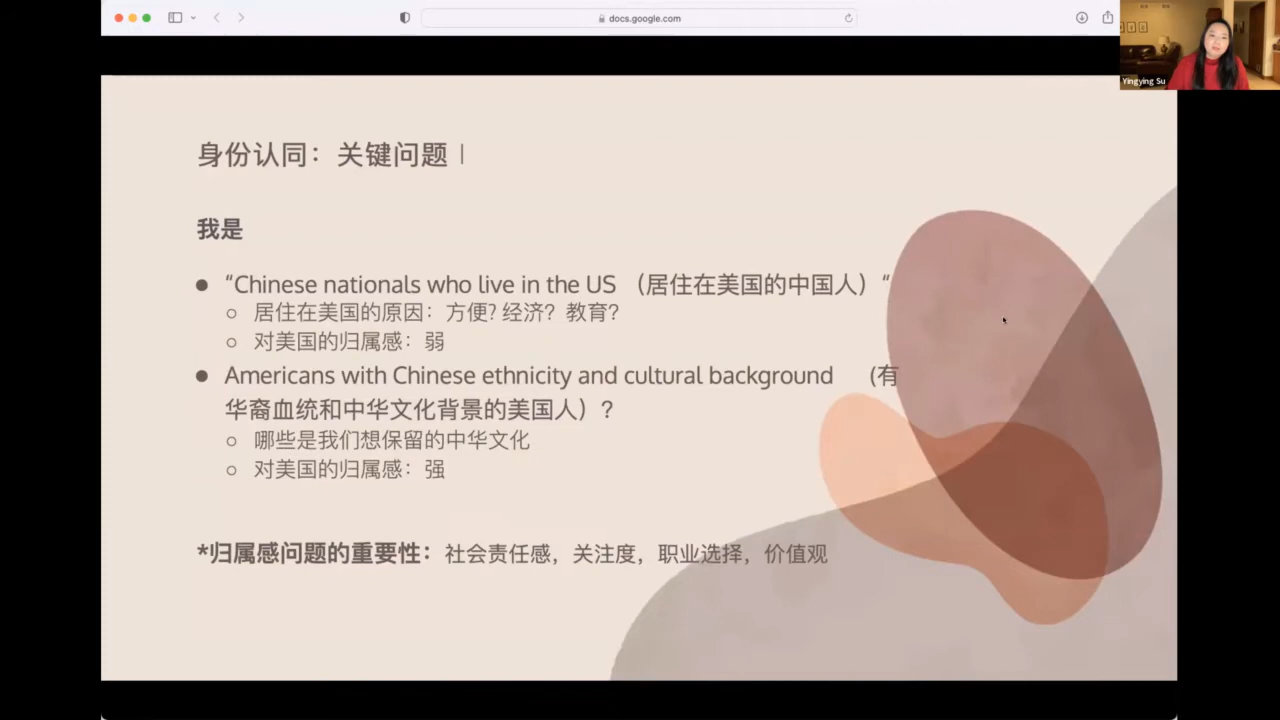 docs.google.com
Yingying Su
身份认同：关键问题 |
我是
● “Chinese nationals who live in the US （居住在美国的中国人）“
○ 居住在美国的原因：方便? 经济？教育？
○ 对美国的归属感：弱
● Americans with Chinese ethnicity and cultural background (有
华裔血统和中华文化背景的美国人）？
○ 哪些是我们想保留的中华文化
○ 对美国的归属感：强
*归属感问题的重要性：社会责任感，关注度，职业选择，价值观